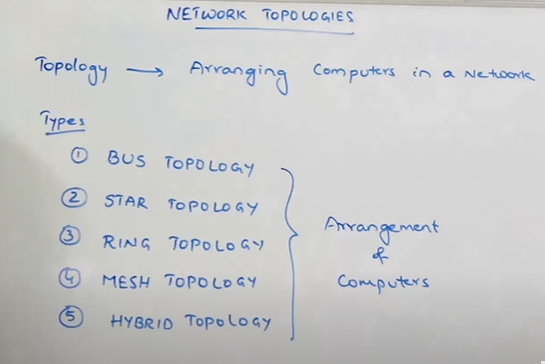 NETWORK TOPOLOGIES
Topology → Arranging Computers in a Network
Types
① BUS TOPOLOGY
② STAR TOPOLOGY
③ RING TOPOLOGY
④ MESH TOPOLOGY
⑤ HYBRID TOPOLOGY
Arrangement
of
Computers